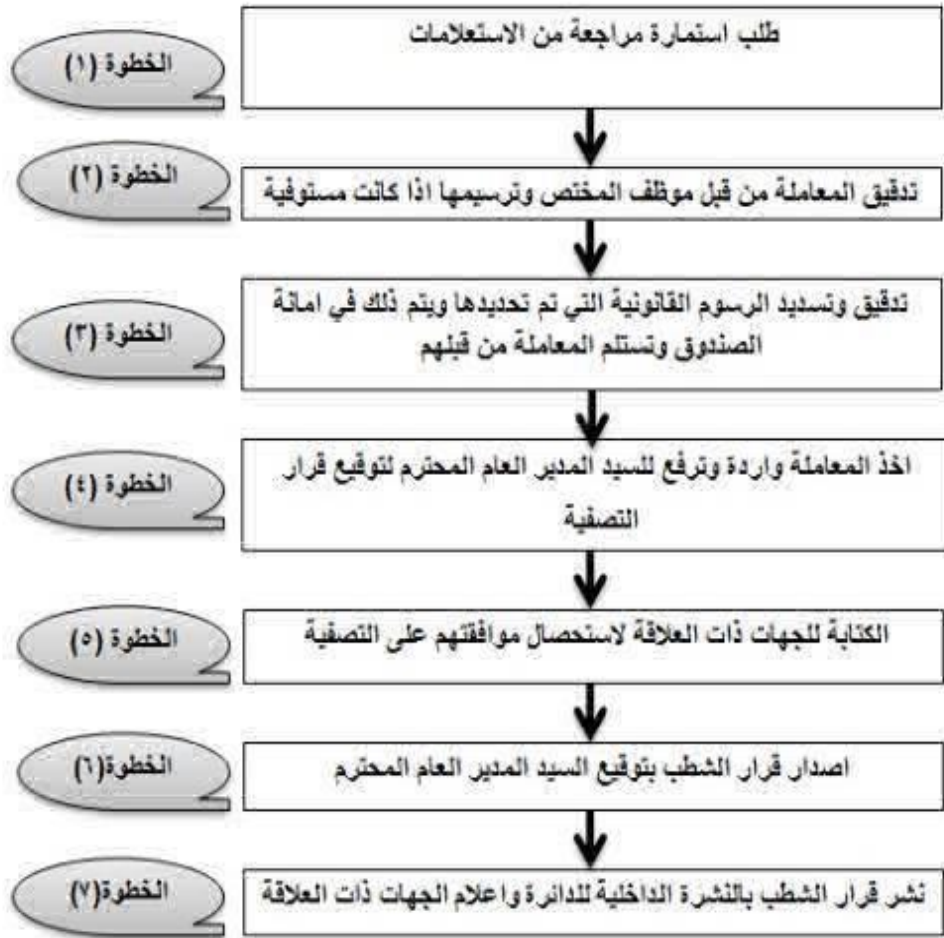 الخطوة (١)
طلب استمارة مراجعة من الاستعلامات
الخطوة (٢)
تدقيق المعاملة من قبل موظف المختص وترسيمها اذا كانت مستوفية
الخطوة (٣)
تدقيق وتسديد الرسوم القانونية التي تم تحديدها ويتم ذلك في امانة
الصندوق وتستلم المعاملة من قبلهم
الخطوة (٤)
اخذ المعاملة واردة وترفع للسيد المدير العام المحترم لتوقيع قرار
التصفية
الخطوة (٥)
الكتابة للجهات ذات العلاقة لاستحصال موافقتهم على التصفية
الخطوة(٦)
اصدار قرار الشطب بتوقيع السيد المدير العام المحترم
الخطوة(٧)
نشر قرار الشطب بالنشرة الداخلية للدائرة واعلام الجهات ذات العلاقة